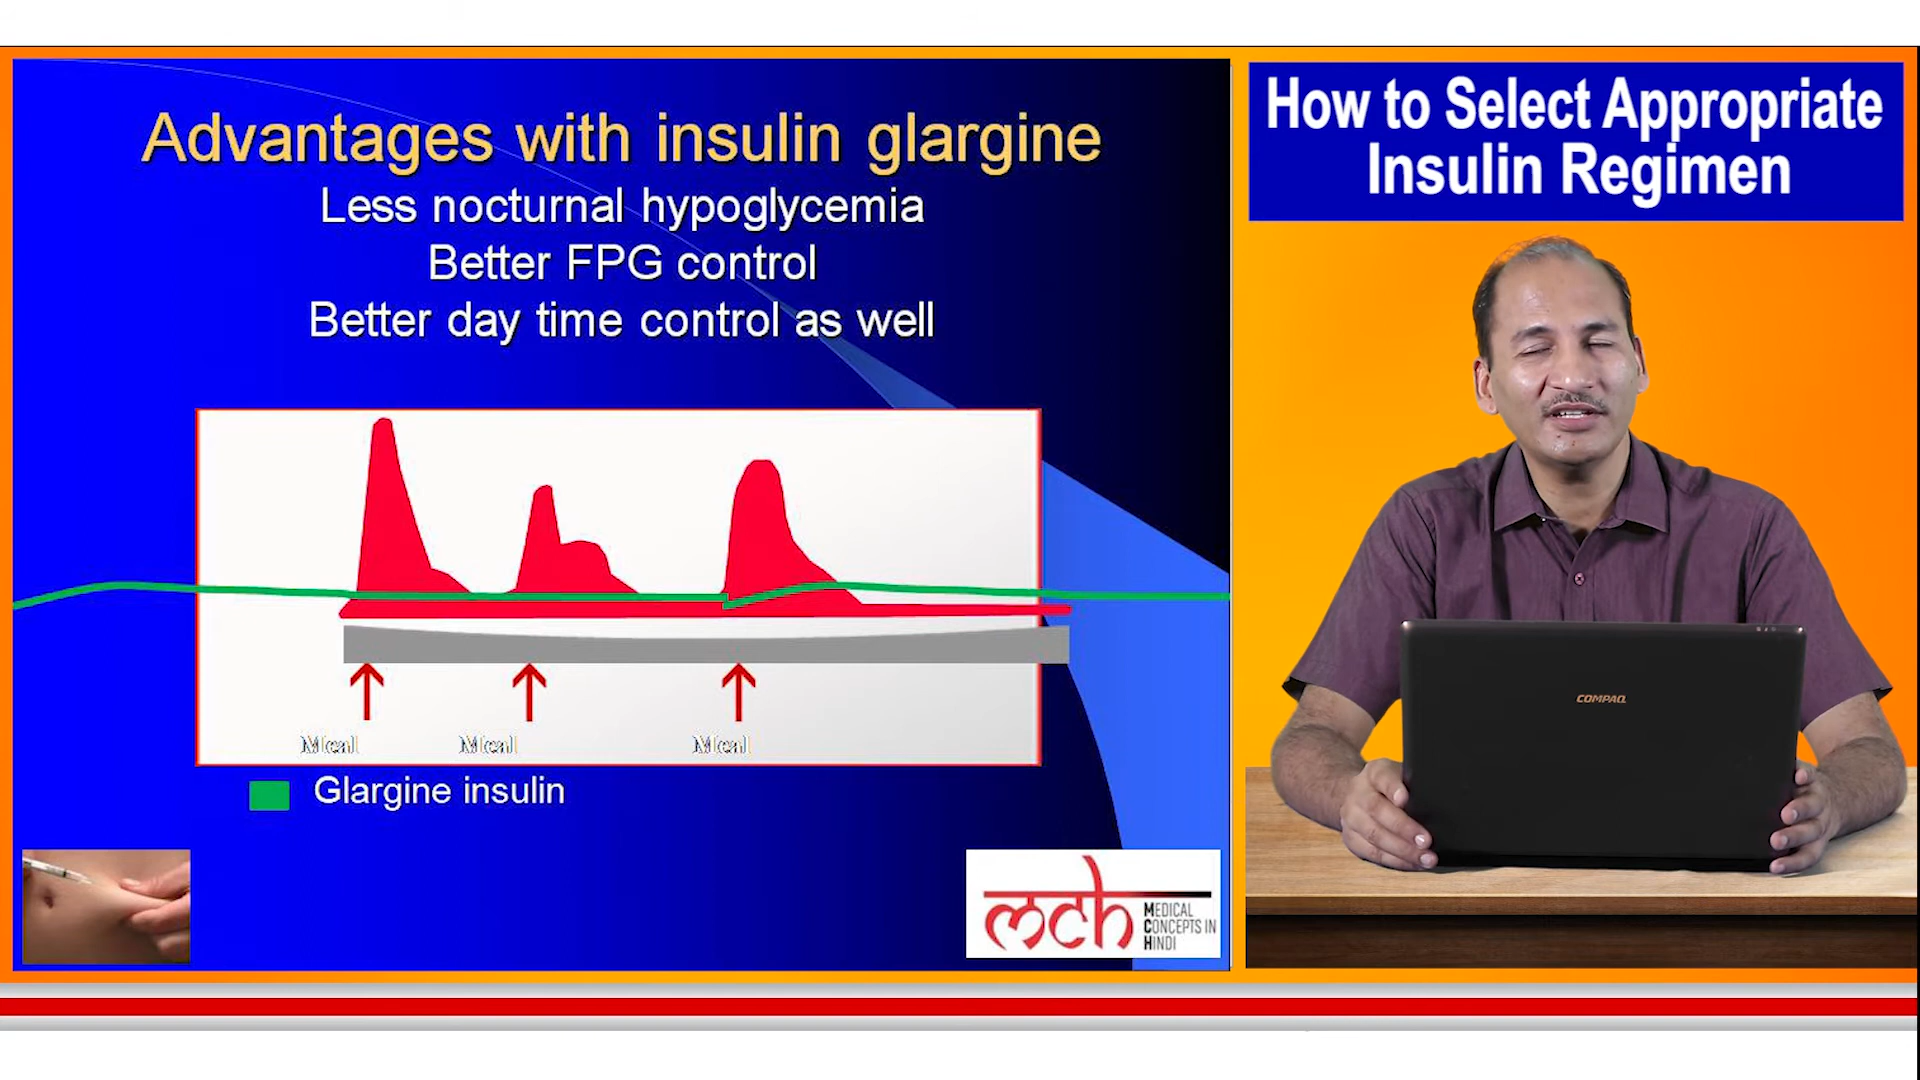 Advantages with insulin glargine
Less nocturnal hypoglycemia
Better FPG control
Better day time control as well
Meal Meal Meal
Glargine insulin
mch
MEDICAL
CONCEPTS IN
HINDI
How to Select Appropriate
Insulin Regimen
COMPAQ